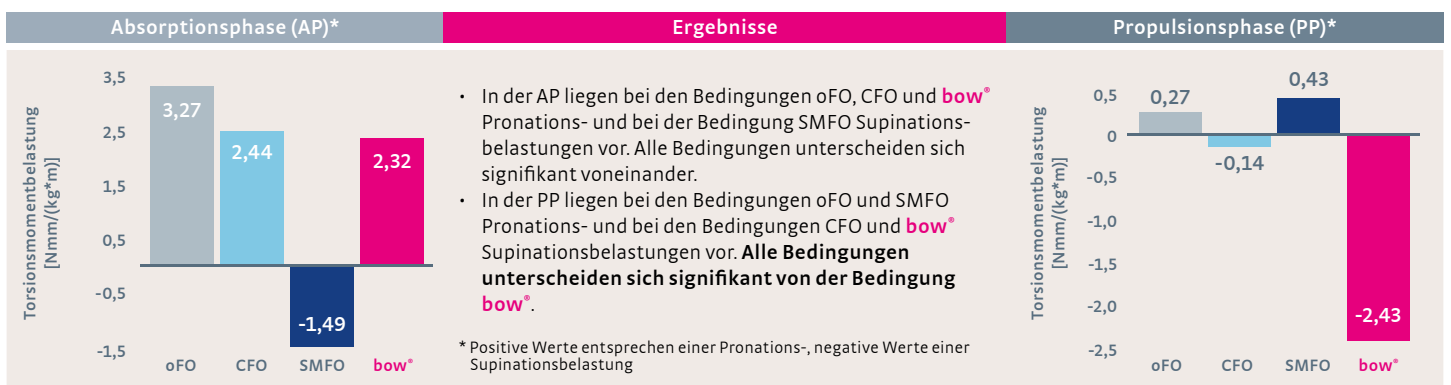 Absorptionsphase (AP)*
Torsionsmomentbelastung
[Nmm/(kg*m)]
3,5
2,5
1,5
0,5
-0,5
-1,5
3,27
2,44
-1,49
2,32
oFO
CFO
SMFO
bow®
Ergebnisse
• In der AP liegen bei den Bedingungen oFO, CFO und bow®
Pronations- und bei der Bedingung SMFO Supinations-
belastungen vor. Alle Bedingungen unterscheiden sich
signifikant voneinander.
• In der PP liegen bei den Bedingungen oFO und SMFO
Pronations- und bei den Bedingungen CFO und bow®
Supinationsbelastungen vor. Alle Bedingungen
unterscheiden sich signifikant von der Bedingung
bow®.
* Positive Werte entsprechen einer Pronations-, negative Werte einer
Supinationsbelastung
Propulsionsphase (PP)*
Torsionsmomentbelastung
[Nmm/(kg*m)]
0,5
0
-0,5
-1,0
-1,5
-2,0
-2,5
0,27
-0,14
0,43
-2,43
oFO
CFO
SMFO
bow®